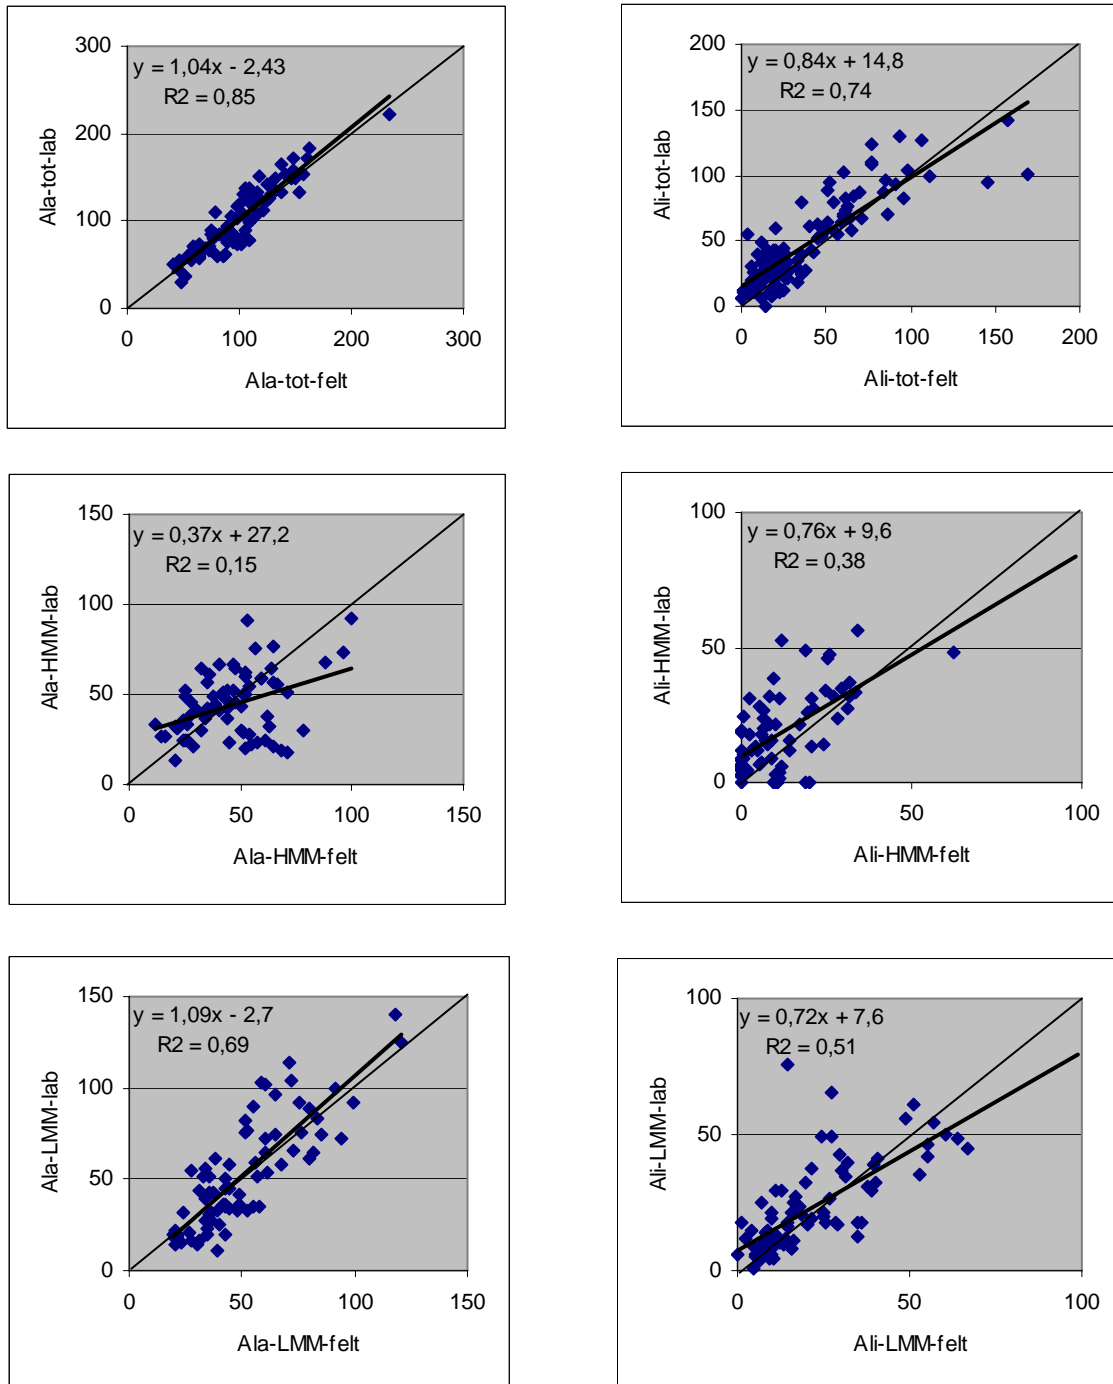 300
200
100
0
y = 1,04x - 2,43
R2 = 0,85
0 100 200 300
Ala-tot-felt
Ala-tot-lab
200
150
100
50
0
y = 0,84x + 14,8
R2 = 0,74
0 50 100 150 200
Ali-tot-felt
Ali-tot-lab
150
100
50
0
y = 0,37x + 27,2
R2 = 0,15
0 50 100 150
Ala-HMM-felt
Ala-HMM-lab
100
50
0
y = 0,76x + 9,6
R2 = 0,38
0 50 100
Ali-HMM-felt
Ali-HMM-lab
150
100
50
0
y = 1,09x - 2,7
R2 = 0,69
0 50 100 150
Ala-LMM-felt
Ala-LMM-lab
100
50
0
y = 0,72x + 7,6
R2 = 0,51
0 50 100
Ali-LMM-felt
Ali-LMM-lab